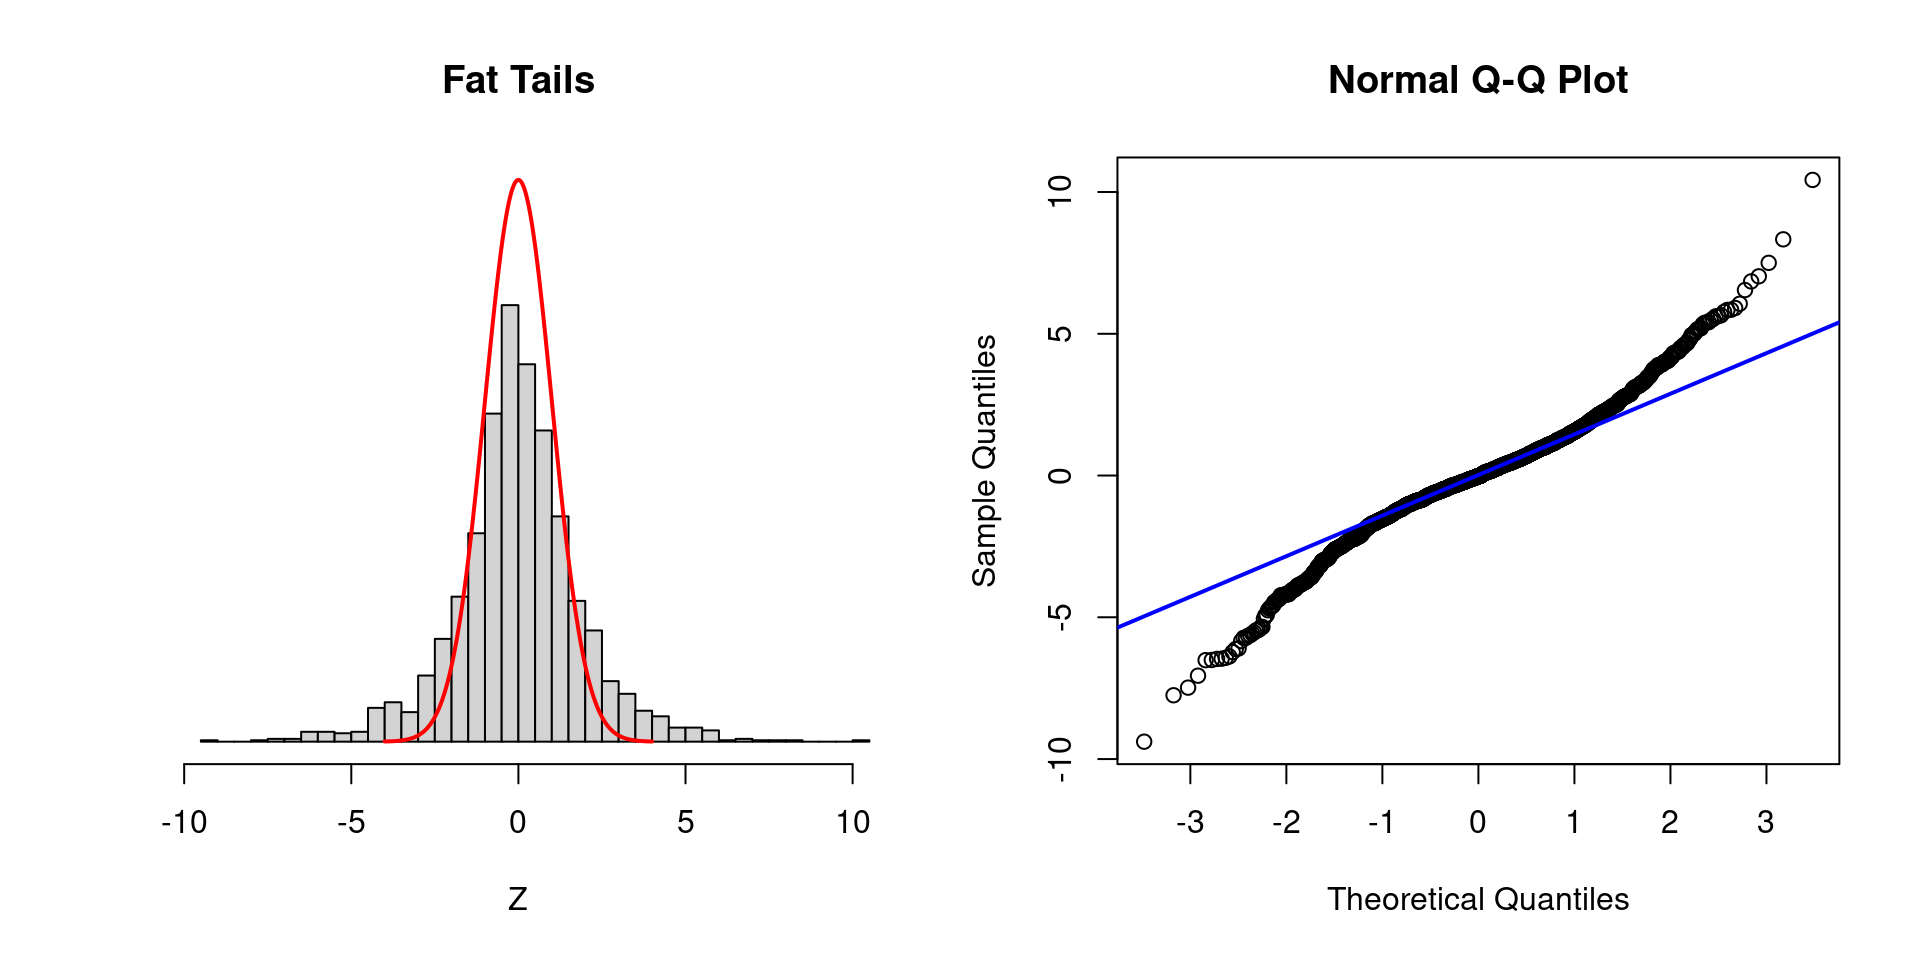 Fat Tails
-10 -5 0 5 10
Z
Normal Q-Q Plot
Sample Quantiles
10
5
0
-5
-10
-3 -2 -1 0 1 2 3
Theoretical Quantiles